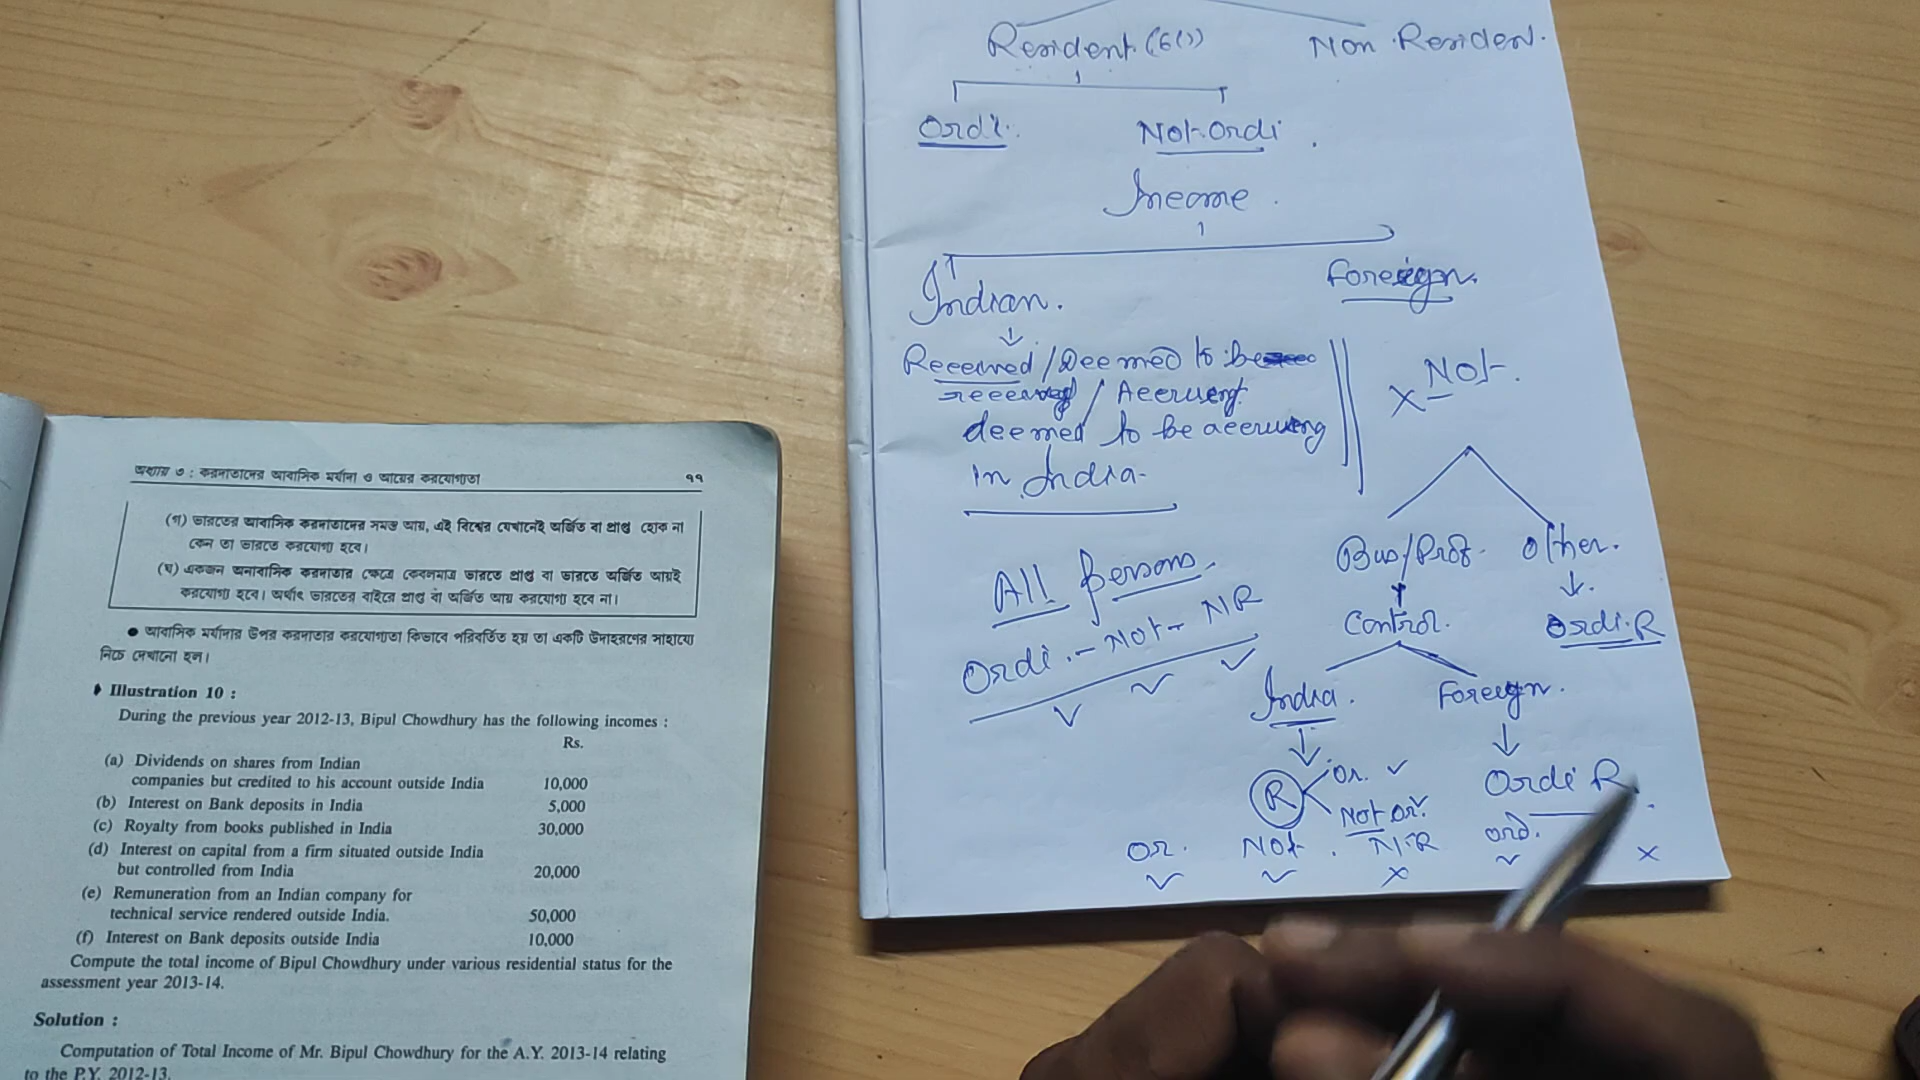 অধ্যায় ৩ : করদাতাদের আবাসিক মর্যাদা ও আয়ের করযোগ্যতা ৭৭
(গ) ভারতের আবাসিক করদাতাদের সমস্ত আয়, এই বিশ্বের যেখানেই অর্জিত বা প্রাপ্ত হোক না
কেন তা ভারতে করযোগ্য হবে।
(ঘ) একজন অনাবাসিক করদাতার ক্ষেত্রে কেবলমাত্র ভারতে প্রাপ্ত বা ভারতে অর্জিত আয়ই
করযোগ্য হবে। অর্থাৎ ভারতের বাইরে প্রাপ্ত বা অর্জিত আয় করযোগ্য হবে না।
● আবাসিক মর্যাদার উপর করদাতার করযোগ্যতা কিভাবে পরিবর্তিত হয় তা একটি উদাহরণের সাহায্যে
নিচে দেখানো হল।
Illustration 10 :
During the previous year 2012-13, Bipul Chowdhury has the following incomes :
Rs.
(a) Dividends on shares from Indian
companies but credited to his account outside India 10,000
(b) Interest on Bank deposits in India 5,000
(c) Royalty from books published in India 30,000
(d) Interest on capital from a firm situated outside India
but controlled from India 20,000
(e) Remuneration from an Indian company for
technical service rendered outside India. 50,000
(f) Interest on Bank deposits outside India 10,000
Compute the total income of Bipul Chowdhury under various residential status for the
assessment year 2013-14.
Solution :
Computation of Total Income of Mr. Bipul Chowdhury for the A.Y. 2013-14 relating
to the P.Y. 2012-13.
Resident (6(1)) Non Residen.
Ordi. Not-Ordi
Income.
Indian. Foreign.
Received / Deemed to be
received / Accruent
deemed to be accruing
in India-
x Not-.
All Persons.
Ordi. - Not- NR
Bus/Prof. Other.
Control. Ordi.R
India. Foreign.
R Or. Not Or. Ordi R
Or. Not. N.R ord.